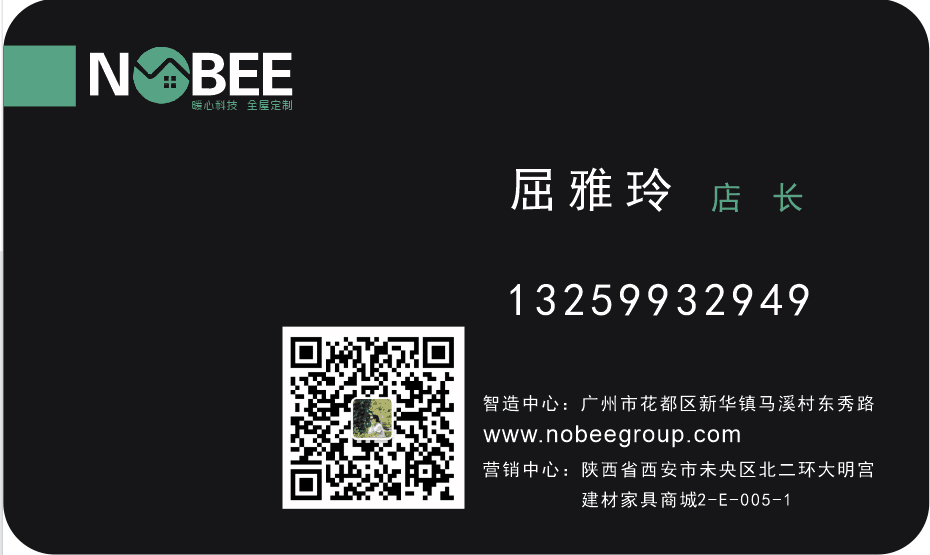 NOBEE
暖心科技 全屋定制
屈雅玲 店长
13259932949
智造中心：广州市花都区新华镇马溪村东秀路
www.nobeegroup.com
营销中心：陕西省西安市未央区北二环大明宫
建材家具商城2-E-005-1